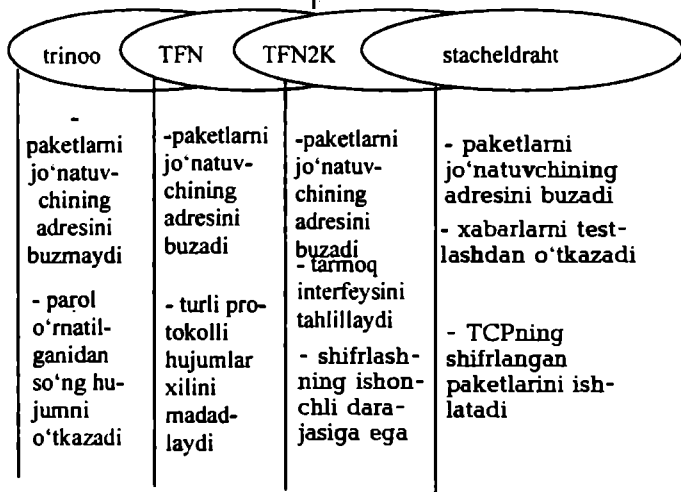 trinoo
TFN
TFN2K
stacheldraht
-
paketlarni
jo‘natuv-
chining
adresini
buzmaydi
- parol
o‘rnatil-
ganidan
so‘ng hu-
jumni
o‘tkazadi
-paketlarni
jo‘natuv-
chining
adresini
buzadi
- turli pro-
tokolli
hujumlar
xilini
madad-
laydi
-paketlarni
jo‘natuv-
chining
adresini
buzadi
- tarmoq
interfeysini
tahlillaydi
- shifrlash-
ning ishon-
chli dara-
jasiga ega
- paketlarni
jo‘natuvchining
adresini buzadi
- xabarlarni test-
lashdan o‘tkazadi
- TCPning
shifrlangan
paketlarini ish-
latadi